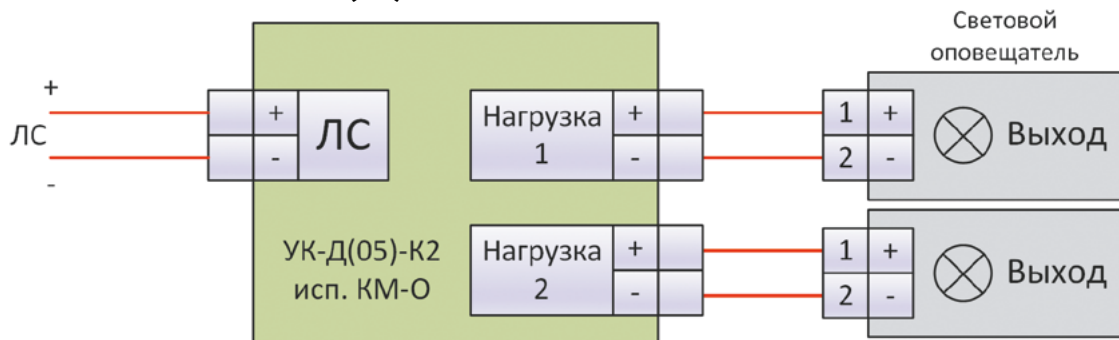 Световой
оповещатель
+
ЛС
-
+
-
ЛС
Нагрузка
1
+
-
1
2
+
-
Выход
УК-Д(05)-К2
исп. КМ-О
Нагрузка
2
+
-
1
2
+
-
Выход